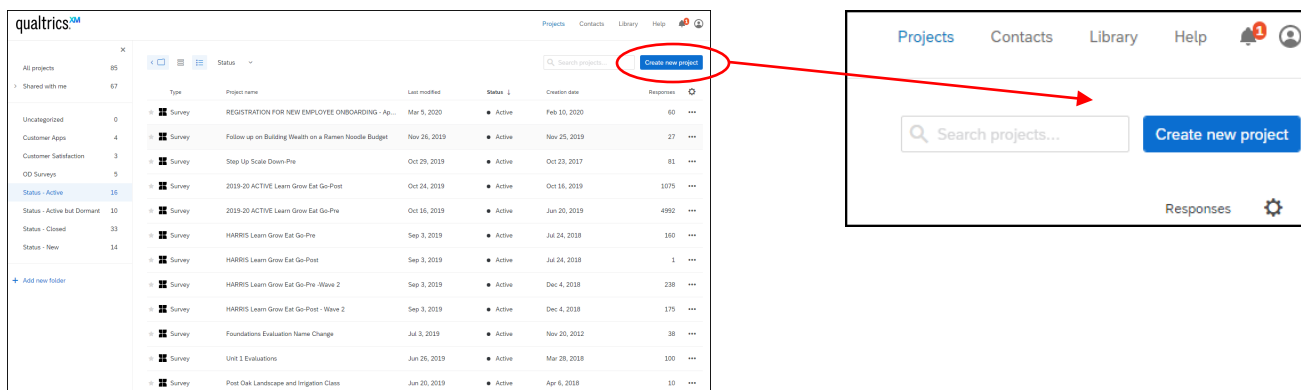 qualtrics.XM
Projects Contacts Library Help 1
All projects 85
Shared with me 67
Uncategorized 0
Customer Apps 4
Customer Satisfaction 3
OD Surveys 5
Status - Active 16
Status - Active but Dormant 10
Status - Closed 33
Status - New 14
+ Add new folder
Status
Search projects...
Create new project
Type Project name Last modified Status ↓ Creation date Responses
Survey REGISTRATION FOR NEW EMPLOYEE ONBOARDING - Ap... Mar 5, 2020 Active Feb 10, 2020 60 •••
Survey Follow up on Building Wealth on a Ramen Noodle Budget Nov 26, 2019 Active Nov 25, 2019 27 •••
Survey Step Up Scale Down-Pre Oct 29, 2019 Active Oct 23, 2017 81 •••
Survey 2019-20 ACTIVE Learn Grow Eat Go-Post Oct 24, 2019 Active Oct 16, 2019 1075 •••
Survey 2019-20 ACTIVE Learn Grow Eat Go-Pre Oct 16, 2019 Active Jun 20, 2019 4992 •••
Survey HARRIS Learn Grow Eat Go-Pre Sep 3, 2019 Active Jul 24, 2018 160 •••
Survey HARRIS Learn Grow Eat Go-Post Sep 3, 2019 Active Jul 24, 2018 1 •••
Survey HARRIS Learn Grow Eat Go-Pre -Wave 2 Sep 3, 2019 Active Dec 4, 2018 238 •••
Survey HARRIS Learn Grow Eat Go-Post - Wave 2 Sep 3, 2019 Active Dec 4, 2018 175 •••
Survey Foundations Evaluation Name Change Jul 3, 2019 Active Nov 20, 2012 38 •••
Survey Unit 1 Evaluations Jun 26, 2019 Active Mar 28, 2018 100 •••
Survey Post Oak Landscape and Irrigation Class Jun 20, 2019 Active Apr 6, 2018 10 •••
Projects Contacts Library Help 1
Search projects... Create new project
Responses